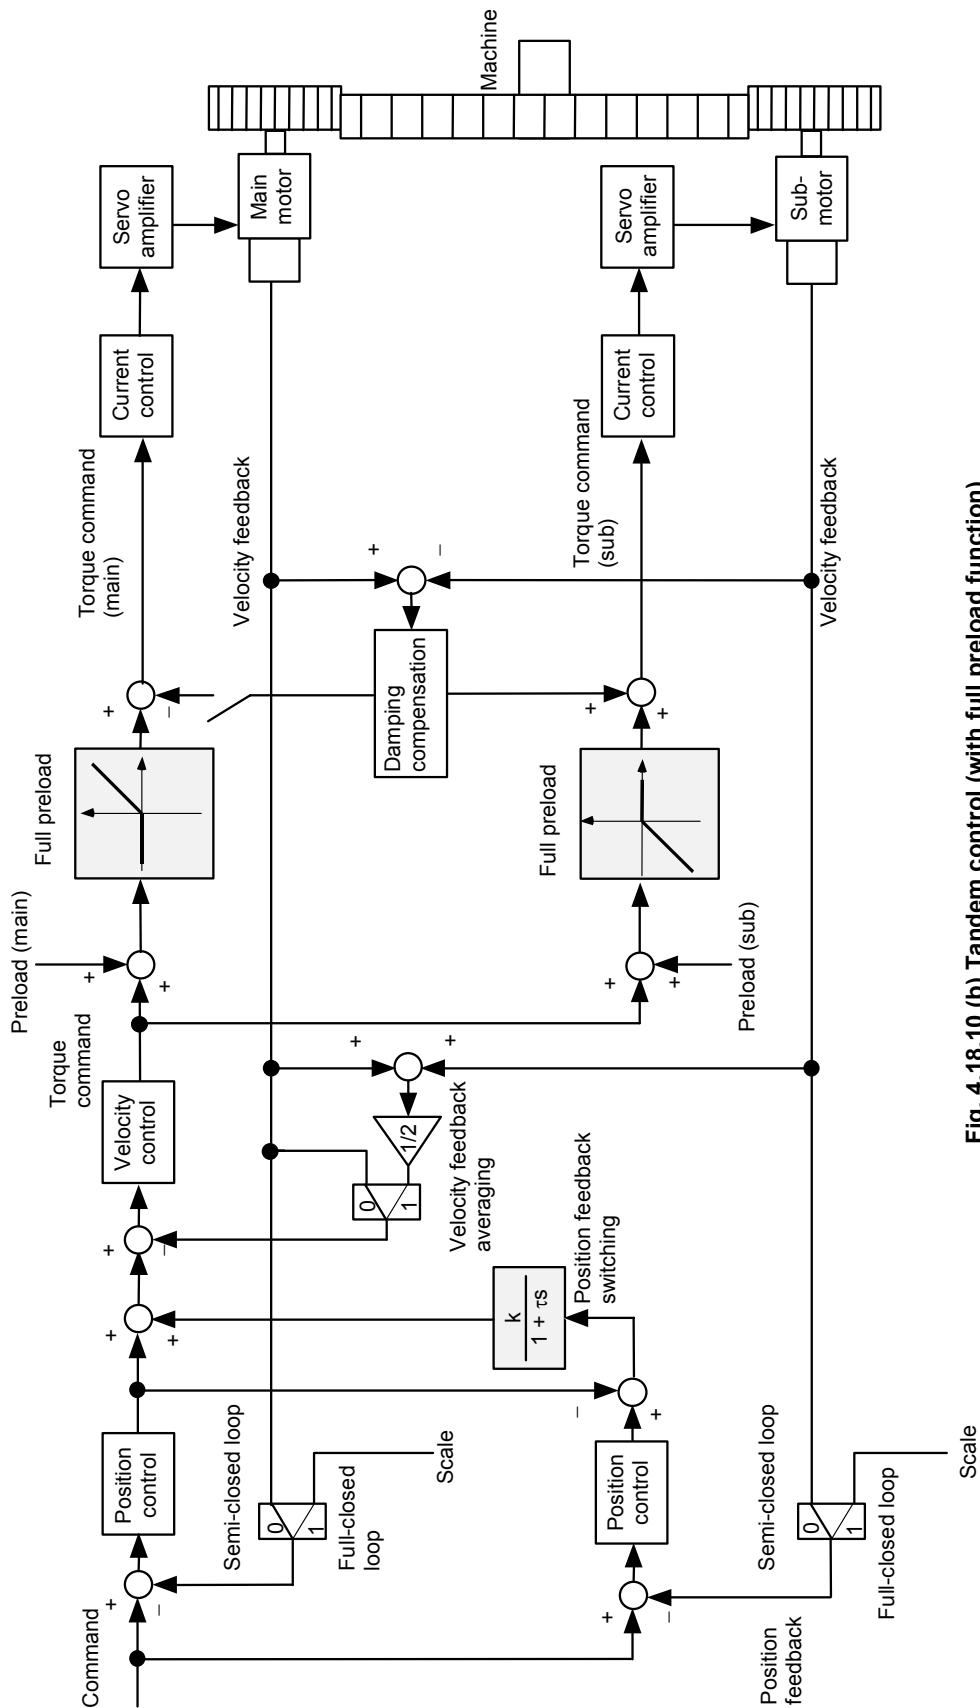 Command
+
–
Position
control
+
+
+
–
Velocity
control
Torque
command
Preload (main)
+
+
Full preload
+
–
Torque command
(main)
Current
control
Servo
amplifier
Main
motor
Machine
Semi-closed loop
0
1
Full-closed
loop
Scale
0
1
1/2
Velocity feedback
averaging
+
+
Velocity feedback
+
–
Damping
compensation
k
1 + τs
Position feedback
switching
–
+
Position
control
+
–
Position
feedback
Semi-closed loop
0
1
Full-closed loop
Scale
+
+
Preload (sub)
Full preload
+
+
Torque command
(sub)
Current
control
Servo
amplifier
Sub-
motor
Velocity feedback
Fig. 4-18.10 (b) Tandem control (with full preload function)